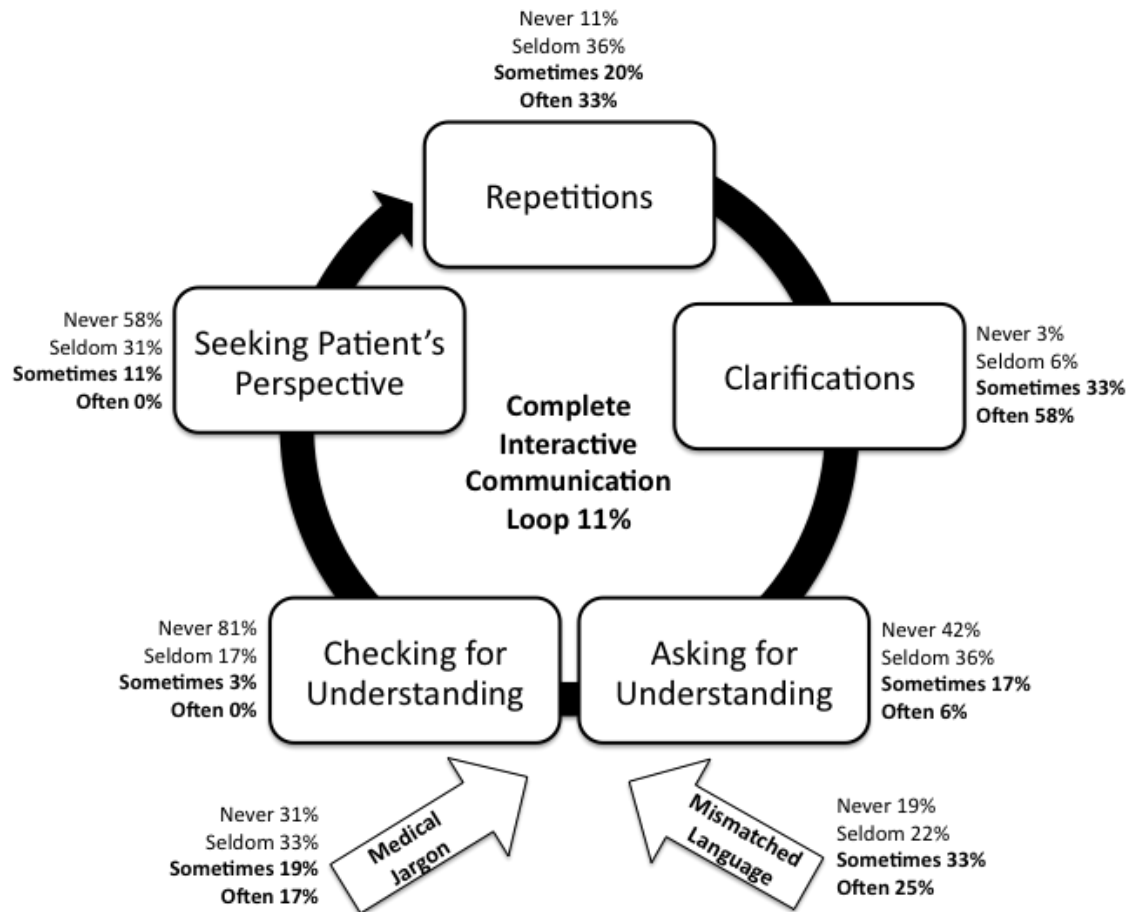 Never 11%
Seldom 36%
Sometimes 20%
Often 33%
Repetitions
Never 58%
Seldom 31%
Sometimes 11%
Often 0%
Seeking Patient's
Perspective
Clarifications
Never 3%
Seldom 6%
Sometimes 33%
Often 58%
Complete
Interactive
Communication
Loop 11%
Never 81%
Seldom 17%
Sometimes 3%
Often 0%
Checking for
Understanding
Asking for
Understanding
Never 42%
Seldom 36%
Sometimes 17%
Often 6%
Never 31%
Seldom 33%
Sometimes 19%
Often 17%
Medical
Jargon
Mismatched
Language
Never 19%
Seldom 22%
Sometimes 33%
Often 25%